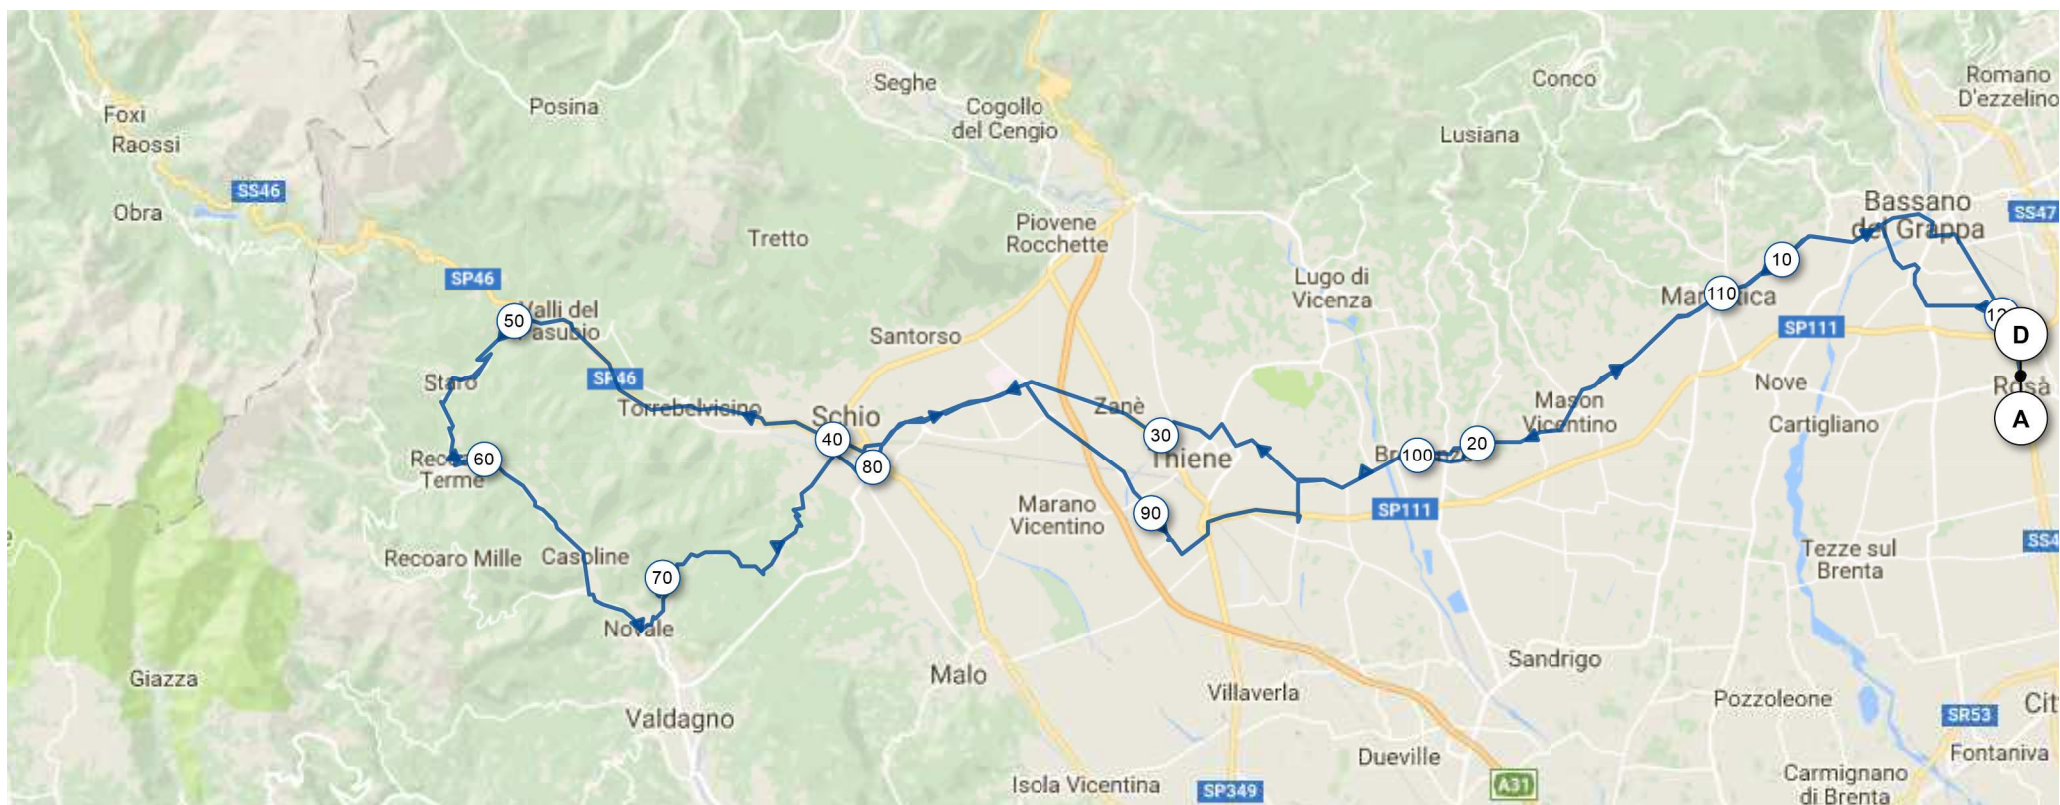 Foxi
Raossi
SS46
Obra
Posina
Seghe
Cogollo
del Cengio
Conco
Lusiana
Romano
D'ezzelino
Bassano
del Grappa
SS47
Tretto
Piovene
Rocchette
Lugo di
Vicenza
10
110
SP46
50
Valli del
Pasubio
Santorso
SP111
D
Rosà
A
Nove
Staro
SP46
Torrebelvisino
Schio
Zanè
Mason
Vicentino
Cartigliano
40
80
30
Thiene
100
20
60
Terme
SP111
Marano
Vicentino
90
Recoaro Mille
Casoline
70
Novale
Tezze sul
Brenta
SS4
Giazza
Malo
Villaverla
Sandrigo
Pozzoleone
Valdagno
SR53
Cit
Dueville
Fontaniva
Isola Vicentina
SP349
A31
Carmignano
di Brenta